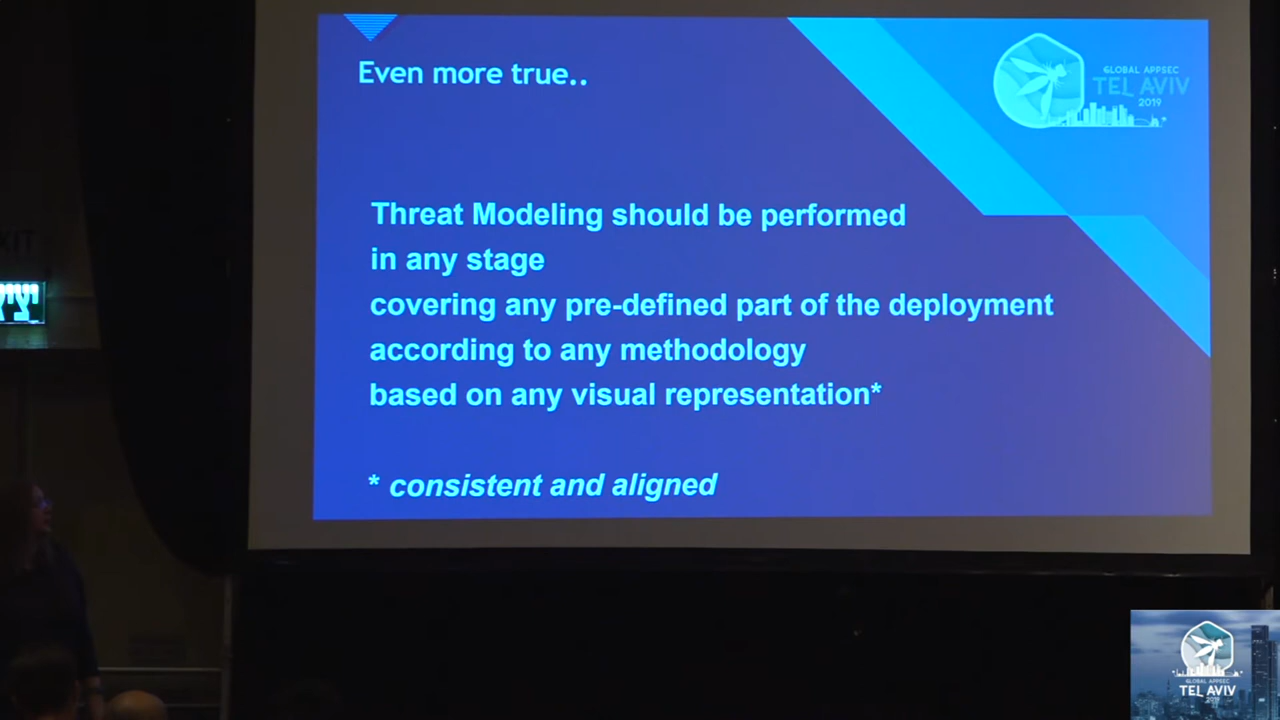 Even more true..
GLOBAL APPSEC
TEL AVIV
2019
Threat Modeling should be performed
in any stage
covering any pre-defined part of the deployment
according to any methodology
based on any visual representation*
* consistent and aligned
GLOBAL APPSEC
TEL AVIV
2019